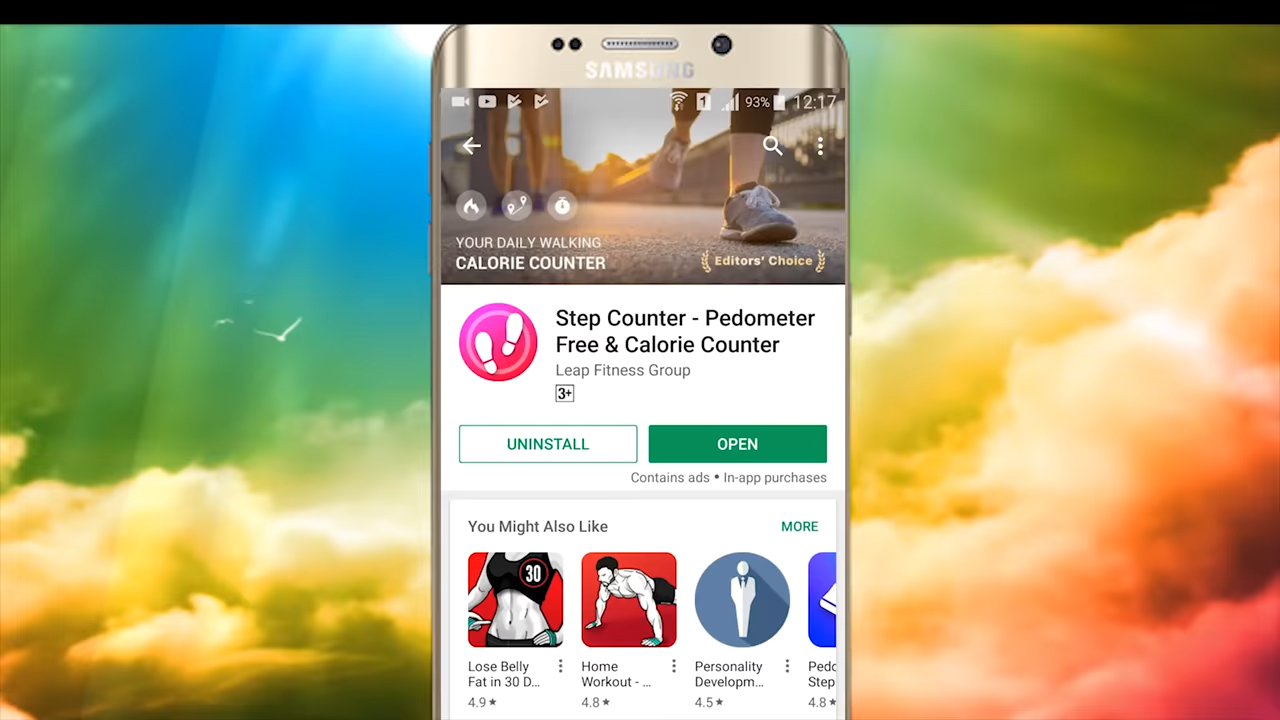 SAMSUNG
1 93% 12:17
YOUR DAILY WALKING
CALORIE COUNTER
Editors' Choice
Step Counter - Pedometer
Free & Calorie Counter
Leap Fitness Group
3+
UNINSTALL
OPEN
Contains ads • In-app purchases
You Might Also Like
MORE
30
Lose Belly
Fat in 30 D...
4.9★
Home
Workout - ...
4.8★
Personality
Developm...
4.5★
Step
4.8★